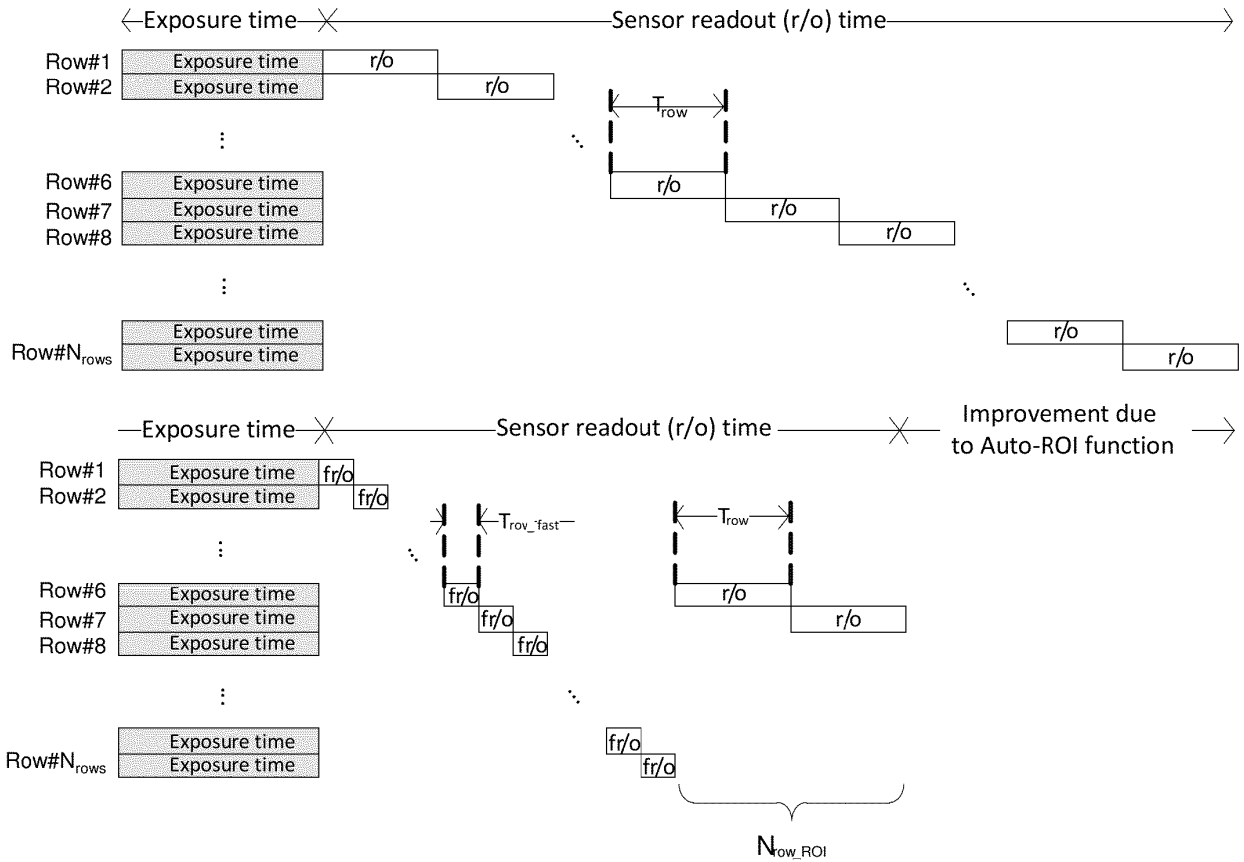 Exposure time Sensor readout (r/o) time
Row#1 Exposure time r/o
Row#2 Exposure time r/o
T_row
⋮ ⋱
Row#6 Exposure time r/o
Row#7 Exposure time r/o
Row#8 Exposure time r/o
⋮ ⋱
Exposure time r/o
Row#N_rows Exposure time r/o
Exposure time Sensor readout (r/o) time Improvement due
to Auto-ROI function
Row#1 Exposure time fr/o
Row#2 Exposure time fr/o
T_row_fast T_row
⋮ ⋱
Row#6 Exposure time fr/o r/o
Row#7 Exposure time fr/o r/o
Row#8 Exposure time fr/o
⋮ ⋱
Exposure time fr/o
Row#N_rows Exposure time fr/o
N_row_ROI